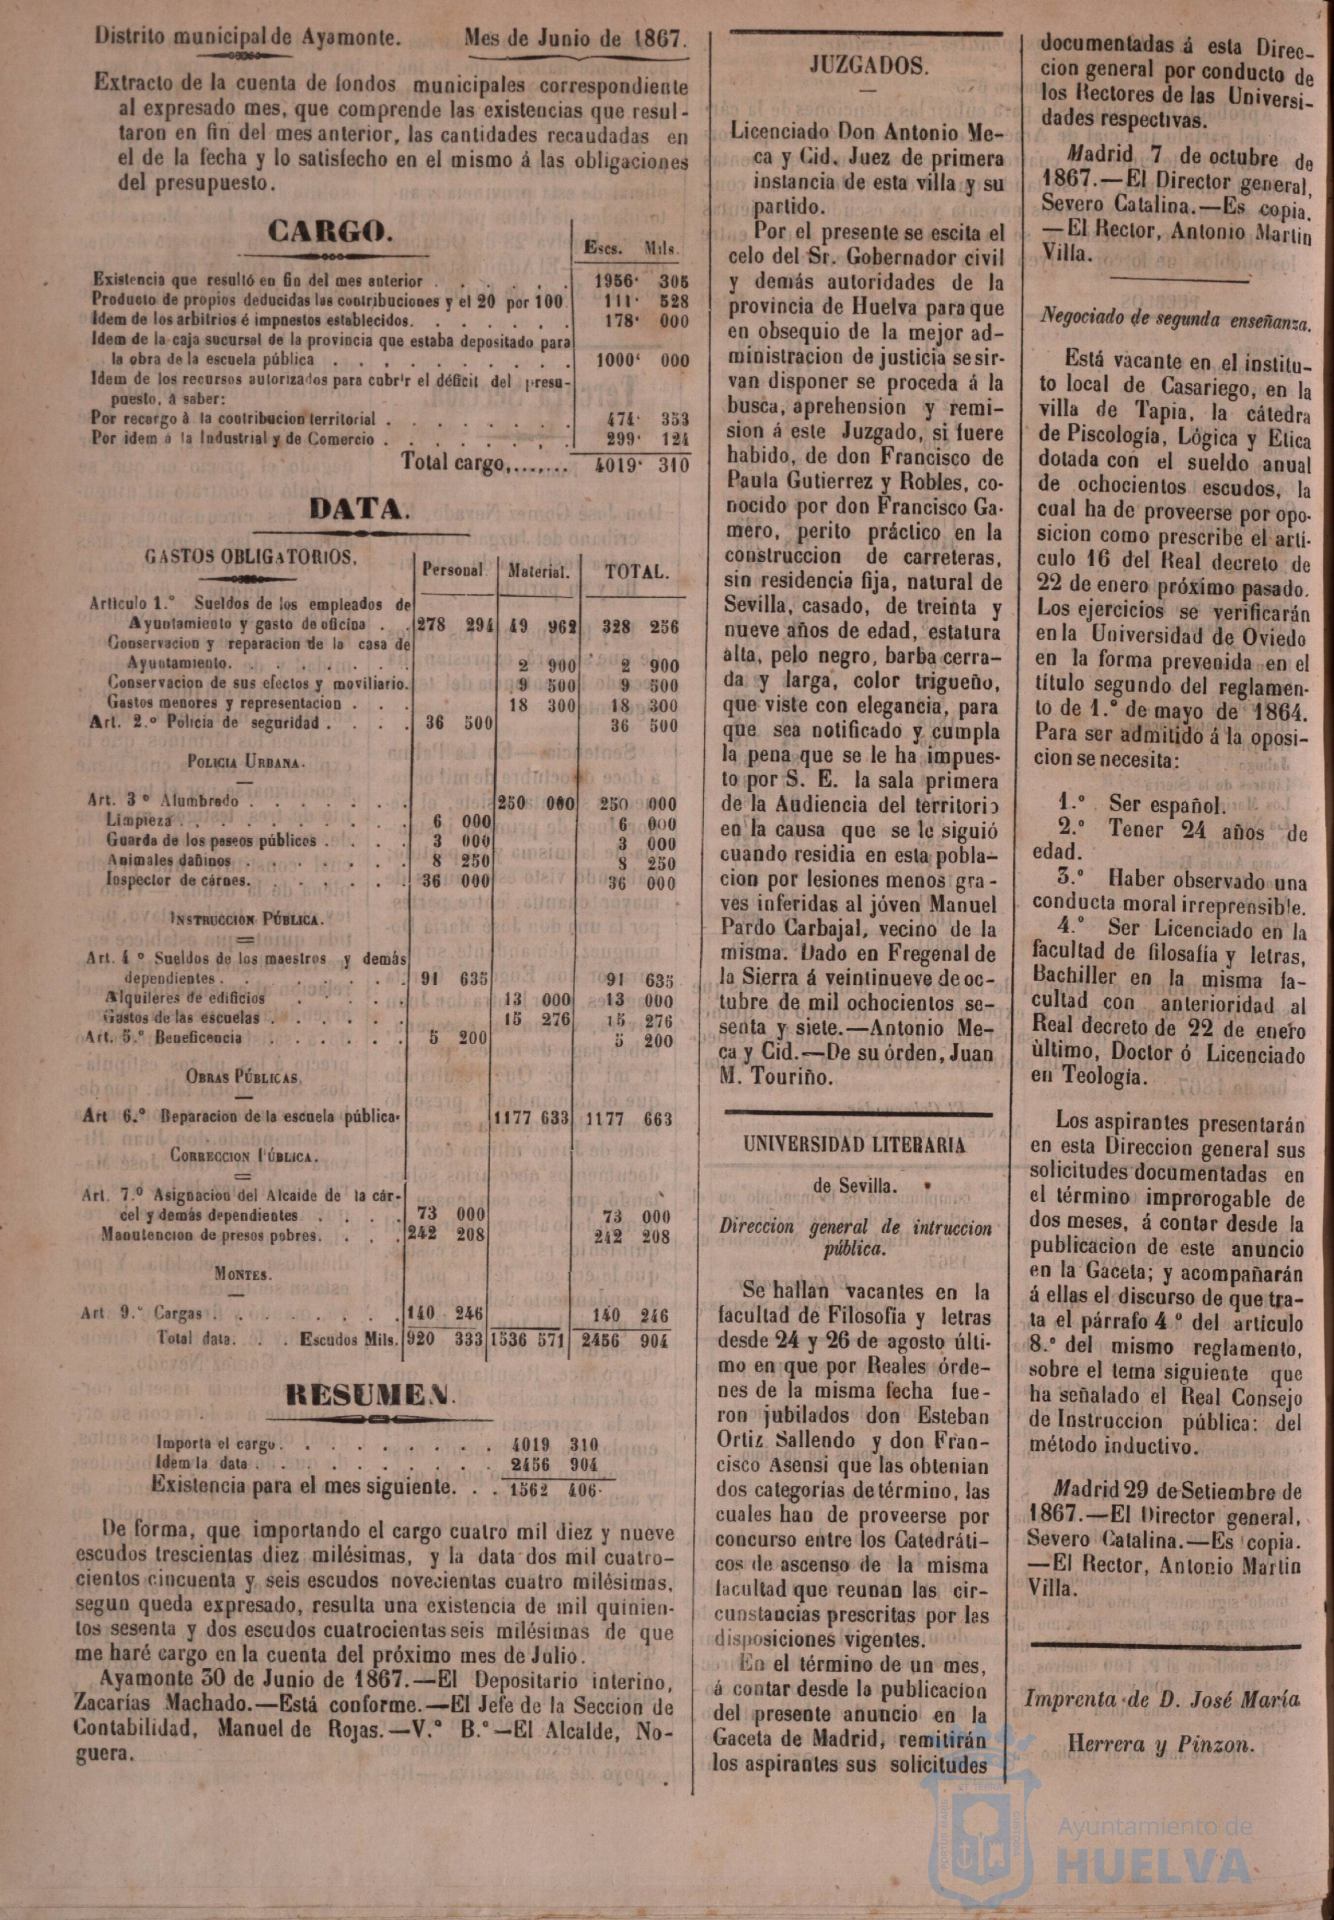 Distrito municipal de Ayamonte. Mes de Junio de 1867.
Extracto de la cuenta de fondos municipales correspondiente
al expresado mes, que comprende las existencias que resul-
taron en fin del mes anterior, las cantidades recaudadas en
el de la fecha y lo satisfecho en el mismo á las obligaciones
del presupuesto.
CARGO.
Escs. Mils.
Existencia que resultó en fin del mes anterior . . . . . . 1956· 305
Producto de propios deducidas las contribuciones y el 20 por 100 111· 528
Idem de los arbitrios é impuestos establecidos. . . . . . . 178· 000
Idem de la caja sucursal de la provincia que estaba depositado para
la obra de la escuela pública . . . . . . . . . . 1000‘ 000
Idem de los recursos autorizados para cubrir el déficit del presu-
puesto, á saber:
Por recargo à la contribucion territorial . . . . . . . . 474· 353
Por idem á la Industrial y de Comercio . . . . . . . . 299· 124
Total cargo,...,... 4019· 310
DATA.
GASTOS OBLIGATORIOS. Personal Material. TOTAL.
Articulo 1.° Sueldos de los empleados de
Ayuntamiento y gasto de oficina . . 278 294 49 962 328 256
Conservacion y reparacion de la casa de
Ayuntamiento. . . . . . . . 2 900 2 900
Conservacion de sus efectos y moviliario. 9 500 9 500
Gastos menores y representacion . . . 18 300 18 300
Art. 2.º Policia de seguridad . . . . 36 500 36 500
POLICIA URBANA.
Art. 3 º Alumbrado . . . . . . . 250 000 250 000
Limpieza . . . . . . . . . 6 000 6 000
Guarda de los paseos públicos . . . . 3 000 3 000
Animales dañinos . . . . . . . 8 250 8 250
Inspector de cárnes. . . . . . . 36 000 36 000
INSTRUCCION PÚBLICA.
Art. 4 º Sueldos de los maestros y demás
dependientes . . . . . . . . 91 635 91 635
Alquileres de edificios . . . . . 13 000 13 000
Gastos de las escuelas . . . . . . 15 276 15 276
Art. 5.º Beneficencia . . . . . . 5 200 5 200
OBRAS PÚBLICAS.
Art 6.º Reparacion de la escuela pública· 1177 633 1177 663
CORRECCION PÚBLICA.
Art. 7.º Asignacion del Alcaide de la cár-
cel y demás dependientes . . . . 73 000 73 000
Manutencion de presos pobres. . . . 242 208 242 208
MONTES.
Art 9.º Cargas . . . . . . . . 140 246 140 246
Total data. . . Escudos Mils. 920 333 1536 571 2456 904
RESUMEN.
Importa el cargo. . . . . . . . . 4019 310
Idem la data . . . . . . . . . . 2456 904
Existencia para el mes siguiente. . . 1562 406·
De forma, que importando el cargo cuatro mil diez y nueve
escudos trescientas diez milésimas, y la data dos mil cuatro-
cientos cincuenta y seis escudos novecientas cuatro milésimas,
segun queda expresado, resulta una existencia de mil quinien-
tos sesenta y dos escudos cuatrocientas seis milésimas de que
me haré cargo en la cuenta del próximo mes de Julio.
Ayamonte 30 de Junio de 1867.—El Depositario interino,
Zacarías Machado.—Está conforme.—El Jefe de la Seccion de
Contabilidad, Manuel de Rojas.—V.º B.º—El Alcalde, No-
guera.
JUZGADOS.
Licenciado Don Antonio Me-
ca y Cid. Juez de primera
instancia de esta villa y su
partido.
Por el presente se escita el
celo del Sr. Gobernador civil
y demás autoridades de la
provincia de Huelva para que
en obsequio de la mejor ad-
ministracion de justicia se sir-
van disponer se proceda á la
busca, aprehension y remi-
sion á este Juzgado, si fuere
habido, de don Francisco de
Paula Gutierrez y Robles, co-
nocido por don Francisco Ga-
mero, perito práctico en la
construccion de carreteras,
sin residencia fija, natural de
Sevilla, casado, de treinta y
nueve años de edad, estatura
alta, pelo negro, barba cerra-
da y larga, color trigueño,
que viste con elegancia, para
que sea notificado y cumpla
la pena que se le ha impues-
to por S. E. la sala primera
de la Audiencia del territorio
en la causa que se le siguió
cuando residia en esta pobla-
cion por lesiones menos gra-
ves inferidas al jóven Manuel
Pardo Carbajal, vecino de la
misma. Dado en Fregenal de
la Sierra á veintinueve de oc-
tubre de mil ochocientos se-
senta y siete.—Antonio Me-
ca y Cid.—De su órden, Juan
M. Touriño.
UNIVERSIDAD LITERARIA
de Sevilla.
Direccion general de intruccion
pública.
Se hallan vacantes en la
facultad de Filosofía y letras
desde 24 y 26 de agosto últi-
mo en que por Reales órde-
nes de la misma fecha fue-
ron jubilados don Esteban
Ortiz Sallendo y don Fran-
cisco Asensi que las obtenian
dos categorías de término, las
cuales han de proveerse por
concurso entre los Catedráti-
cos de ascenso de la misma
facultad que reunan las cir-
cunstancias prescritas por las
disposiciones vigentes.
En el término de un mes,
á contar desde la publicacion
del presente anuncio en la
Gaceta de Madrid, remitirán
los aspirantes sus solicitudes
documentadas á esta Direc-
cion general por conducto de
los Rectores de las Universi-
dades respectivas.
Madrid 7 de octubre de
1867.—El Director general,
Severo Catalina.—Es copia.
—El Rector, Antonio Martin
Villa.
Negociado de segunda enseñanza.
Está vacante en el institu-
to local de Casariego, en la
villa de Tapia, la cátedra
de Piscología, Lógica y Etica
dotada con el sueldo anual
de ochocientos escudos, la
cual ha de proveerse por opo-
sicion como prescribe el artí-
culo 16 del Real decreto de
22 de enero próximo pasado.
Los ejercicios se verificarán
en la Universidad de Oviedo
en la forma prevenida en el
título segundo del reglamen-
to de 1.º de mayo de 1864.
Para ser admitido á la oposi-
cion se necesita:
1.º Ser español.
2.º Tener 24 años de
edad.
3.º Haber observado una
conducta moral irreprensible.
4.º Ser Licenciado en la
facultad de filosofía y letras,
Bachiller en la misma fa-
cultad con anterioridad al
Real decreto de 22 de enero
ùltimo, Doctor ó Licenciado
en Teología.
Los aspirantes presentarán
en esta Direccion general sus
solicitudes documentadas en
el término improrogable de
dos meses, á contar desde la
publicacion de este anuncio
en la Gaceta; y acompañarán
á ellas el discurso de que tra-
ta el párrafo 4 º del articulo
8.º del mismo reglamento,
sobre el tema siguiente que
ha señalado el Real Consejo
de Instruccion pública: del
método inductivo.
Madrid 29 de Setiembre de
1867.—El Director general,
Severo Catalina.—Es copia.
—El Rector, Antonio Martin
Villa.
Imprenta de D. José María
Herrera y Pinzon.
Ayuntamiento de
HUELVA